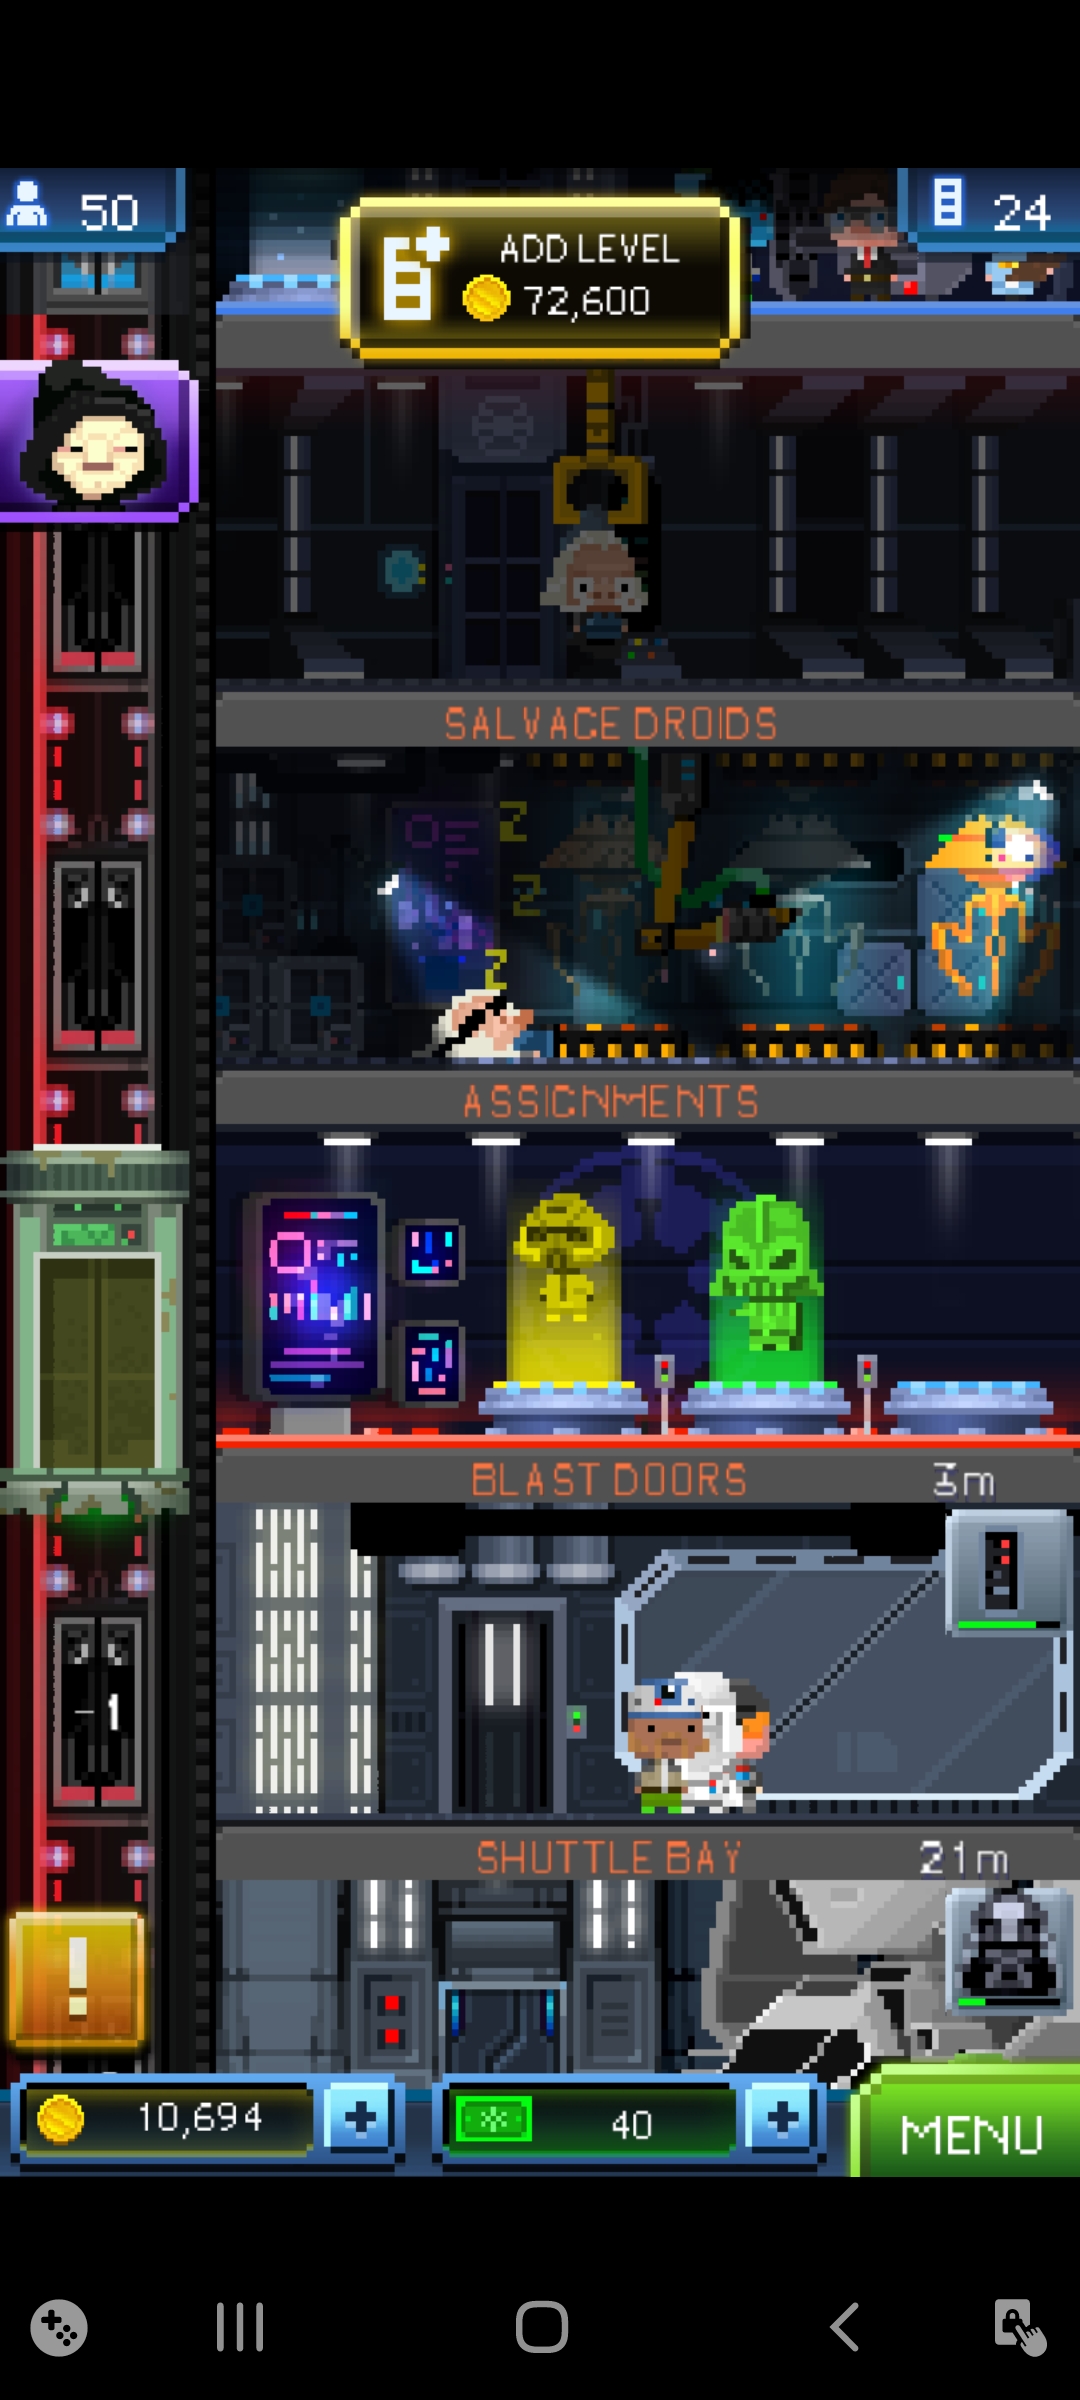 50
24
ADD LEVEL
72,600
SALVAGE DROIDS
Z
Z
Z
ASSIGNMENTS
BLAST DOORS 3m
-1
SHUTTLE BAY 21m
!
10,694
40
MENU